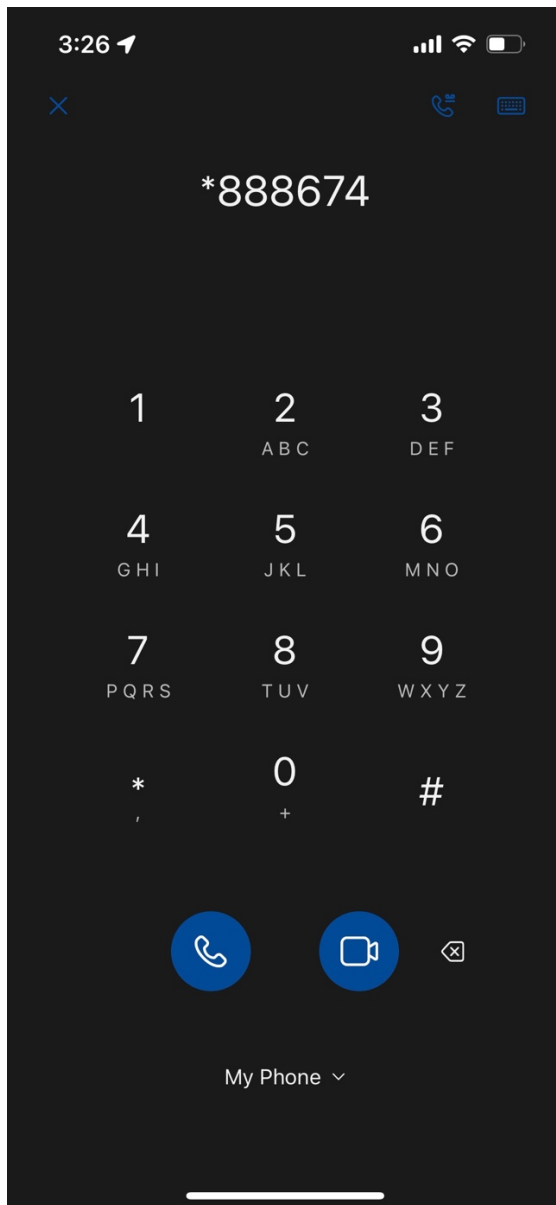 3:26
*888674
1 2 3
ABC DEF
4 5 6
GHI JKL MNO
7 8 9
PQRS TUV WXYZ
* 0 #
, +
My Phone